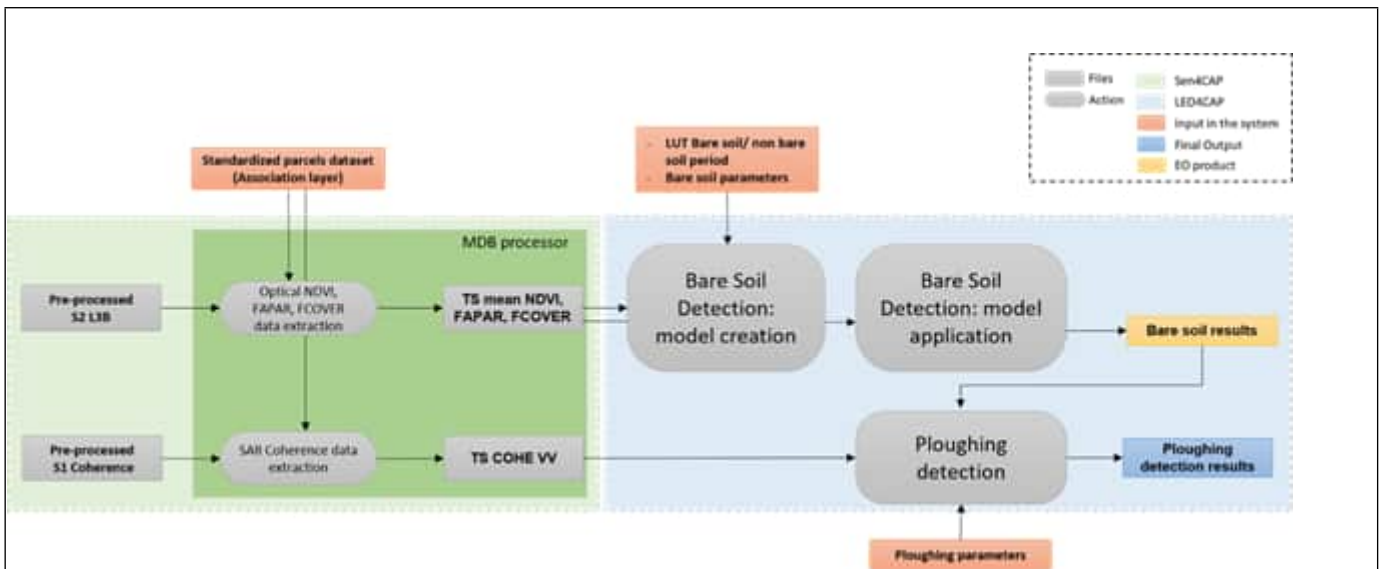 Files
Action
Sen4CAP
LED4CAP
Input in the system
Final Output
EO product
Standardized parcels dataset
(Association layer)
- LUT Bare soil/ non bare
soil period
- Bare soil parameters
MDB processor
Pre-processed
S2 L3B
Optical NDVI,
FAPAR, FCOVER
data extraction
TS mean NDVI,
FAPAR, FCOVER
Bare Soil
Detection:
model creation
Bare Soil
Detection: model
application
Bare soil results
Pre-processed
S1 Coherence
SAR Coherence data
extraction
TS COHE VV
Ploughing
detection
Ploughing
detection results
Ploughing parameters